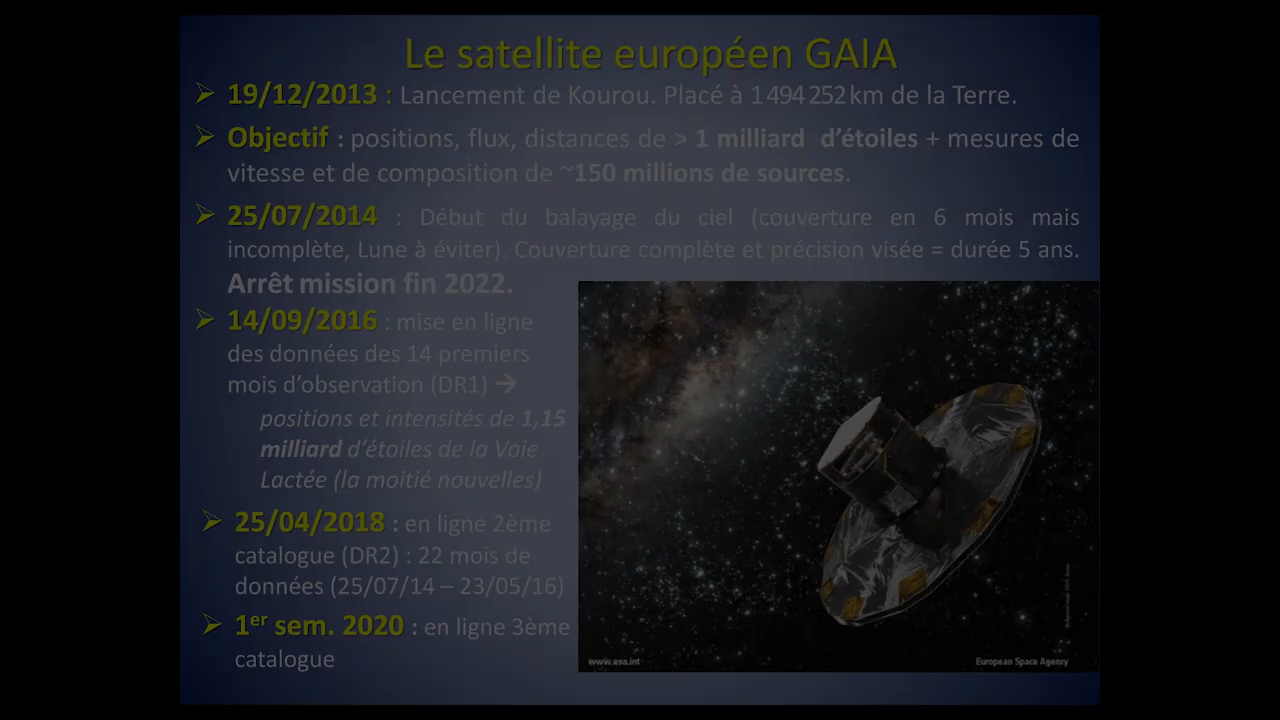 Le satellite européen GAIA
➢ 19/12/2013 : Lancement de Kourou. Placé à 1 494 252 km de la Terre.
➢ Objectif : positions, flux, distances de > 1 milliard d’étoiles + mesures de
vitesse et de composition de ~150 millions de sources.
➢ 25/07/2014 : Début du balayage du ciel (couverture en 6 mois mais
incomplète, Lune à éviter). Couverture complète et précision visée = durée 5 ans.
Arrêt mission fin 2022.
➢ 14/09/2016 : mise en ligne
des données des 14 premiers
mois d’observation (DR1) →
positions et intensités de 1,15
milliard d’étoiles de la Voie
Lactée (la moitié nouvelles)
➢ 25/04/2018 : en ligne 2ème
catalogue (DR2) : 22 mois de
données (25/07/14 – 23/05/16)
➢ 1er sem. 2020 : en ligne 3ème
catalogue
www.esa.int
European Space Agency